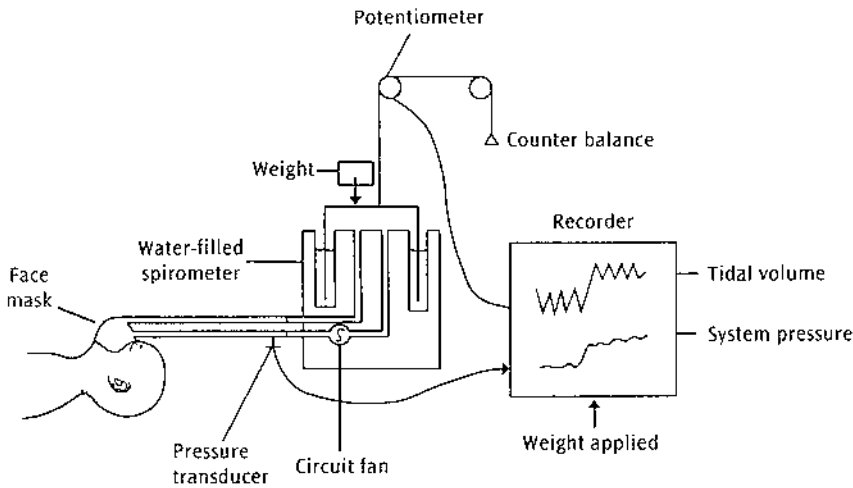 Potentiometer
Counter balance
Weight
Recorder
Water-filled
spirometer
Face
mask
Tidal volume
System pressure
Pressure
transducer
Circuit fan
Weight applied